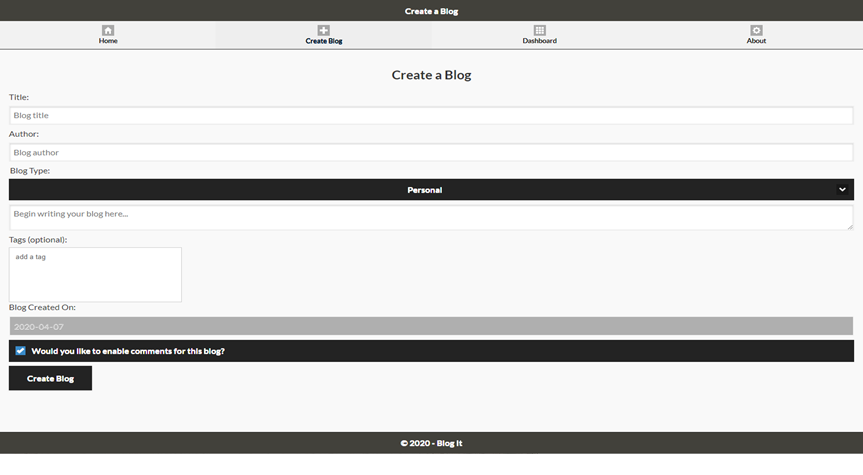 Create a Blog
Home
Create Blog
Dashboard
About
Create a Blog
Title:
Blog title
Author:
Blog author
Blog Type:
Personal
Begin writing your blog here...
Tags (optional):
add a tag
Blog Created On:
2020-04-07
Would you like to enable comments for this blog?
Create Blog
© 2020 - Blog It